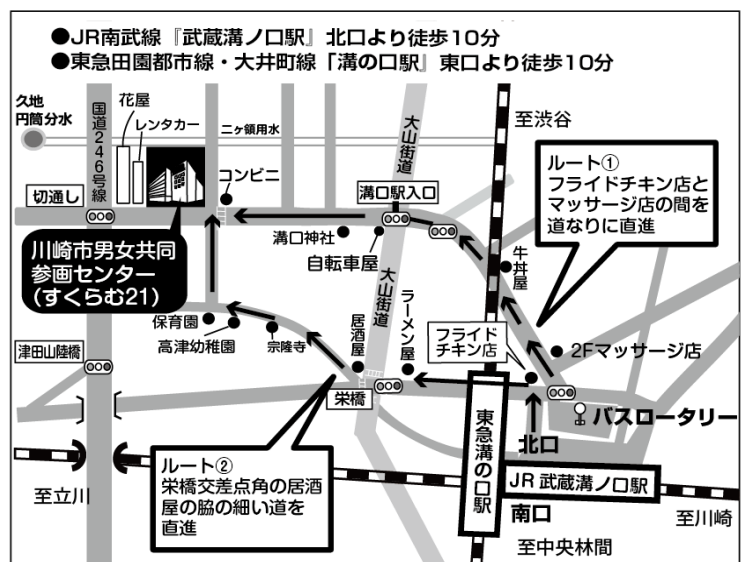 ●JR南武線『武蔵溝ノ口駅』北口より徒歩10分
●東急田園都市線・大井町線「溝の口駅」東口より徒歩10分
久地
円筒分水
国道246号線
花屋
レンタカー
二ヶ領用水
大山街道
至渋谷
ルート①
フライドチキン店と
マッサージ店の間を
道なりに直進
コンビニ
切通し
溝口駅入口
溝口神社
自転車屋
牛丼屋
川崎市男女共同
参画センター
(すくらむ21)
大山街道
ラーメン屋
居酒屋
保育園
高津幼稚園
宗隆寺
フライド
チキン店
2Fマッサージ店
津田山陸橋
栄橋
バスロータリー
北口
東急溝の口駅
ルート②
栄橋交差点角の居酒
屋の脇の細い道を
直進
JR 武蔵溝ノ口駅
至立川
南口
至川崎
至中央林間